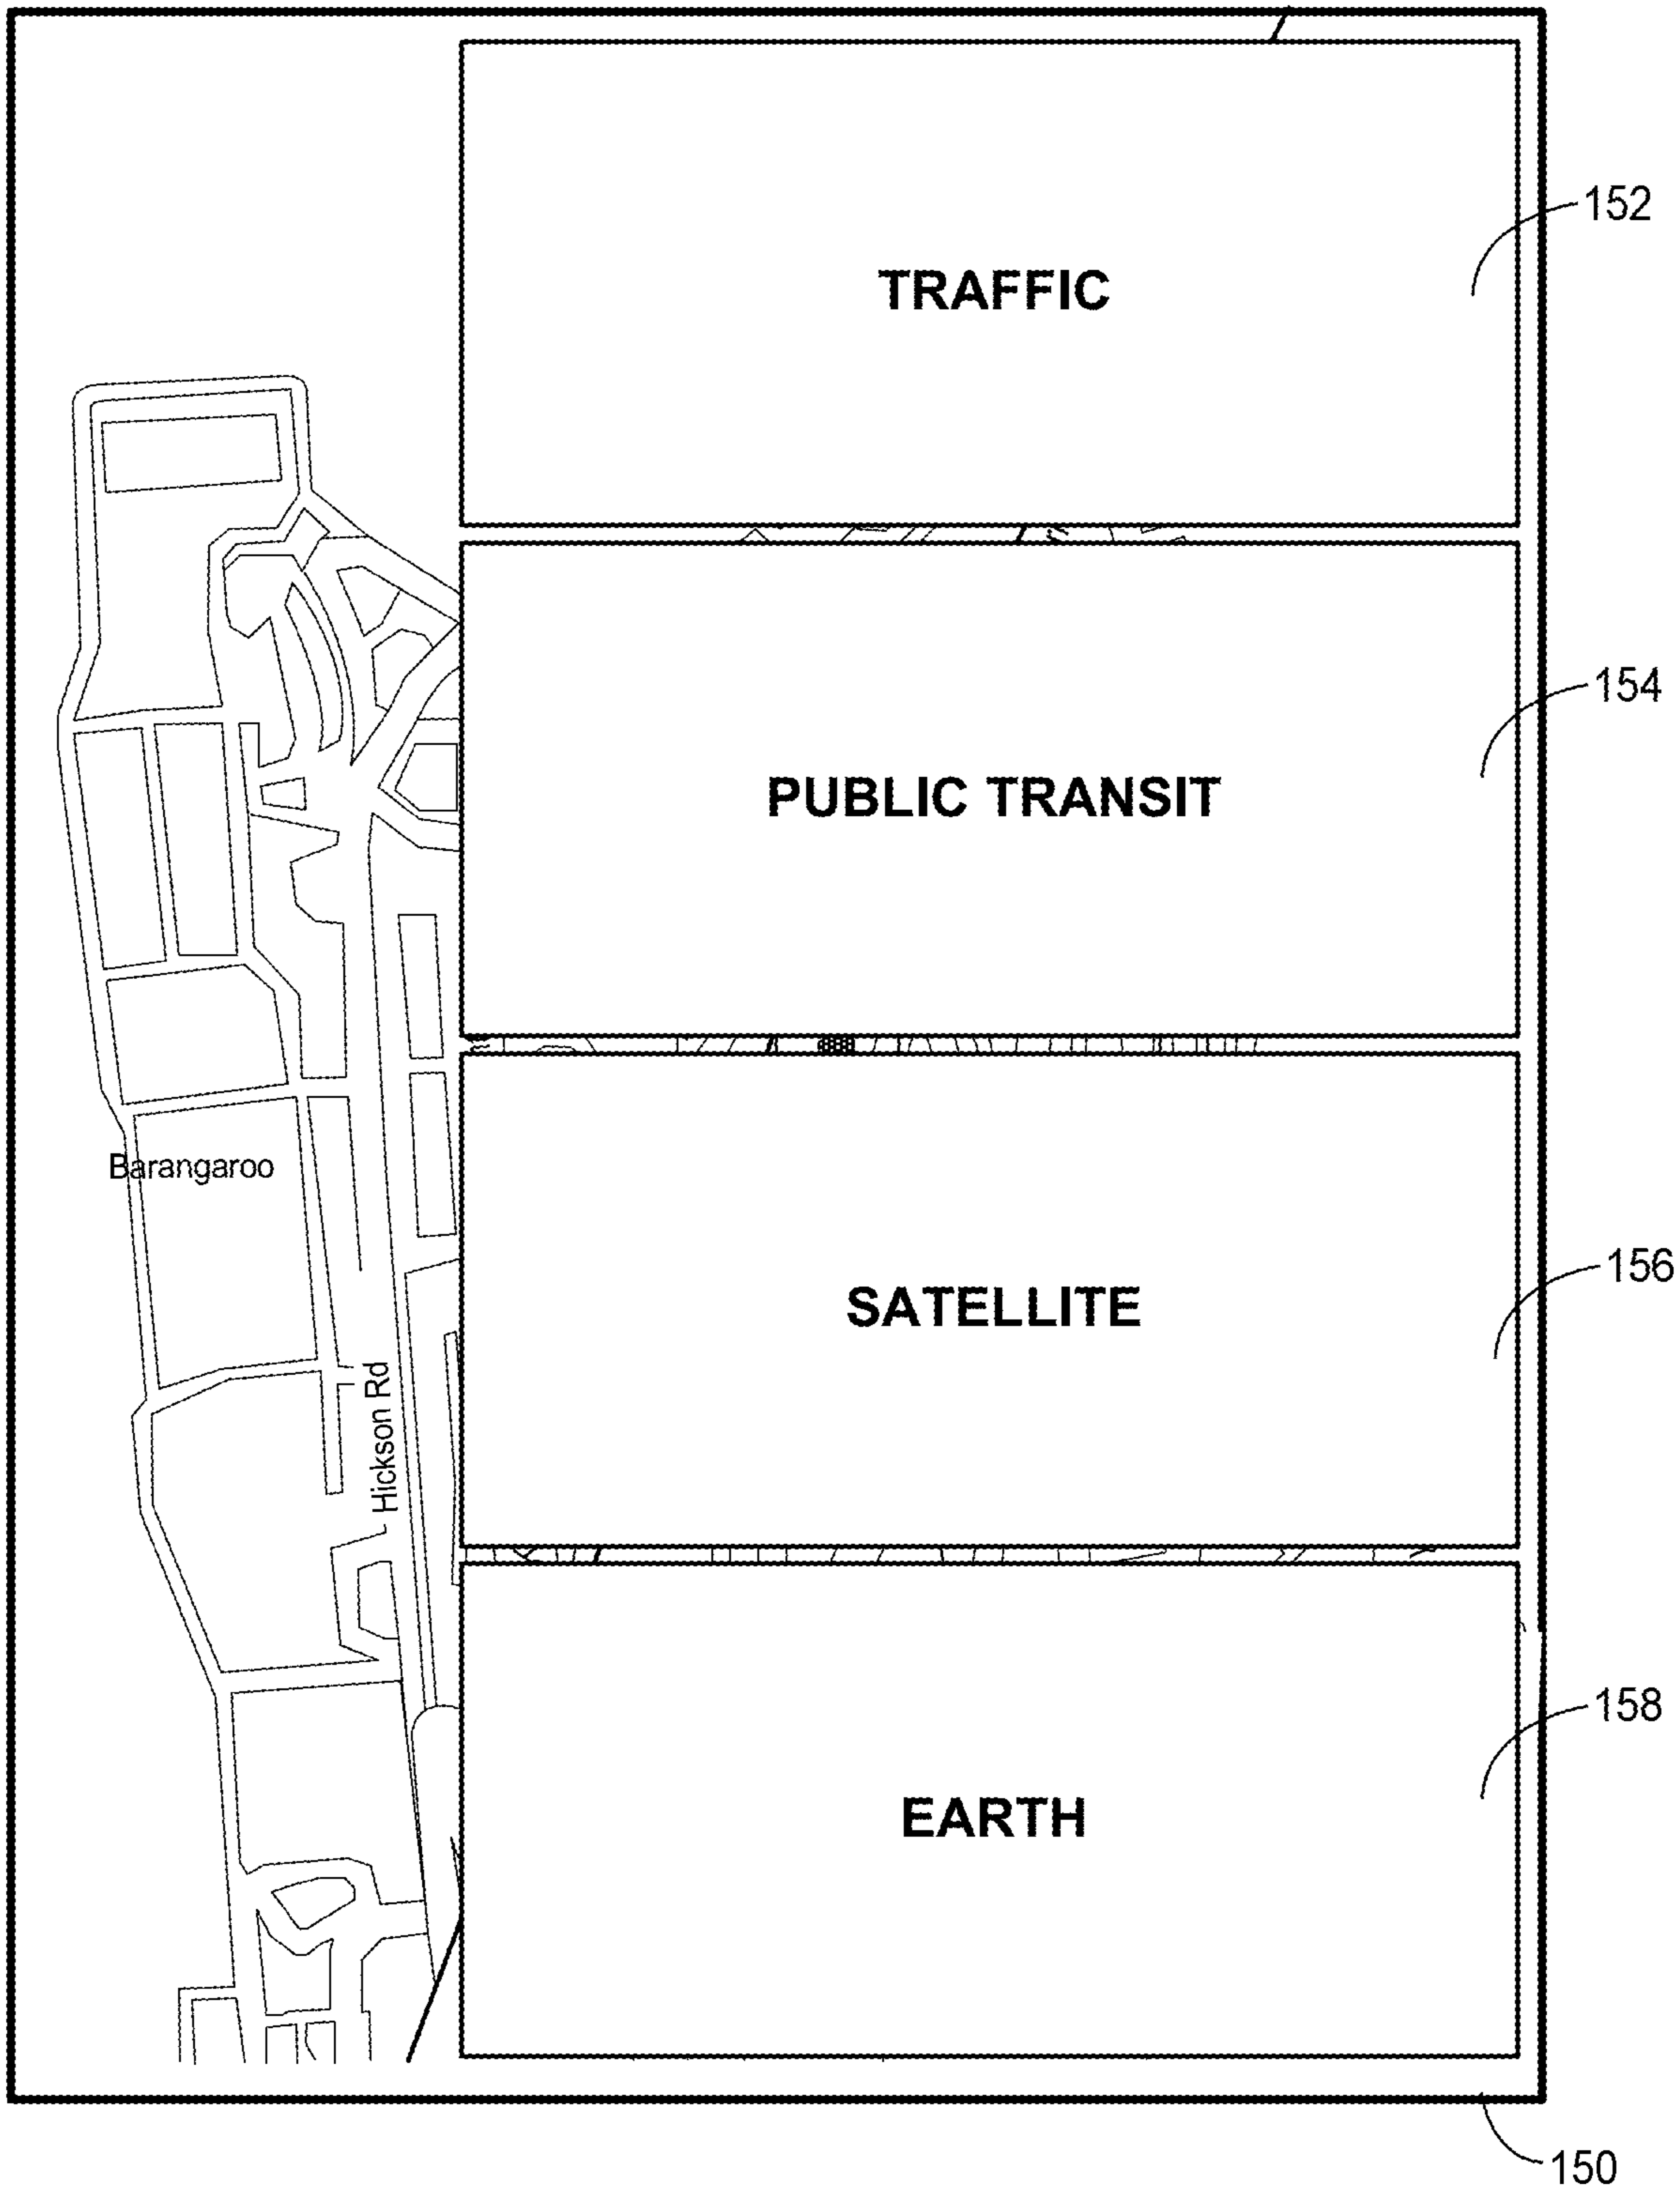 152
TRAFFIC
154
PUBLIC TRANSIT
Barangaroo
156
SATELLITE
Hickson Rd
158
EARTH
150